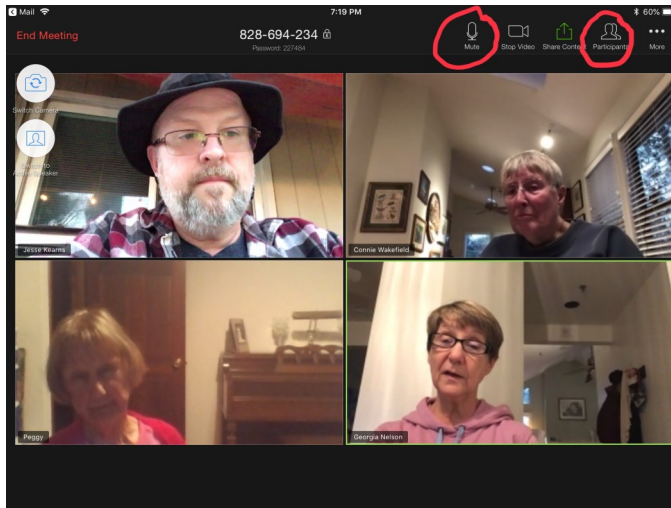 Mail
7:19 PM
60%
End Meeting
828-694-234
Password: 227464
Mute
Stop Video
Share Content
Participants
More
Switch Camera
Jesse Kearns
Connie Wakefield
Peggy
Georgia Nelson